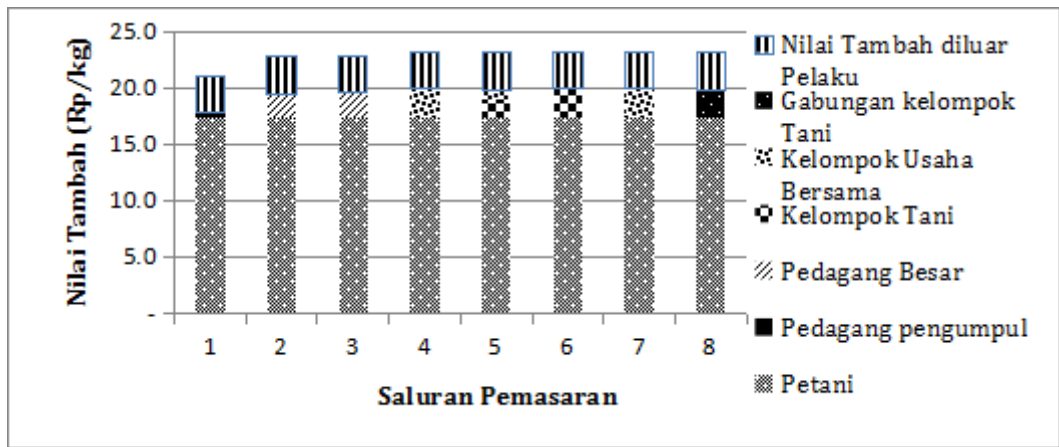 25.0
20.0
15.0
10.0
5.0
-
Nilai Tambah (Rp/kg)
1 2 3 4 5 6 7 8
Saluran Pemasaran
Nilai Tambah diluar
Pelaku
Gabungan kelompok
Tani
Kelompok Usaha
Bersama
Kelompok Tani
Pedagang Besar
Pedagang pengumpul
Petani